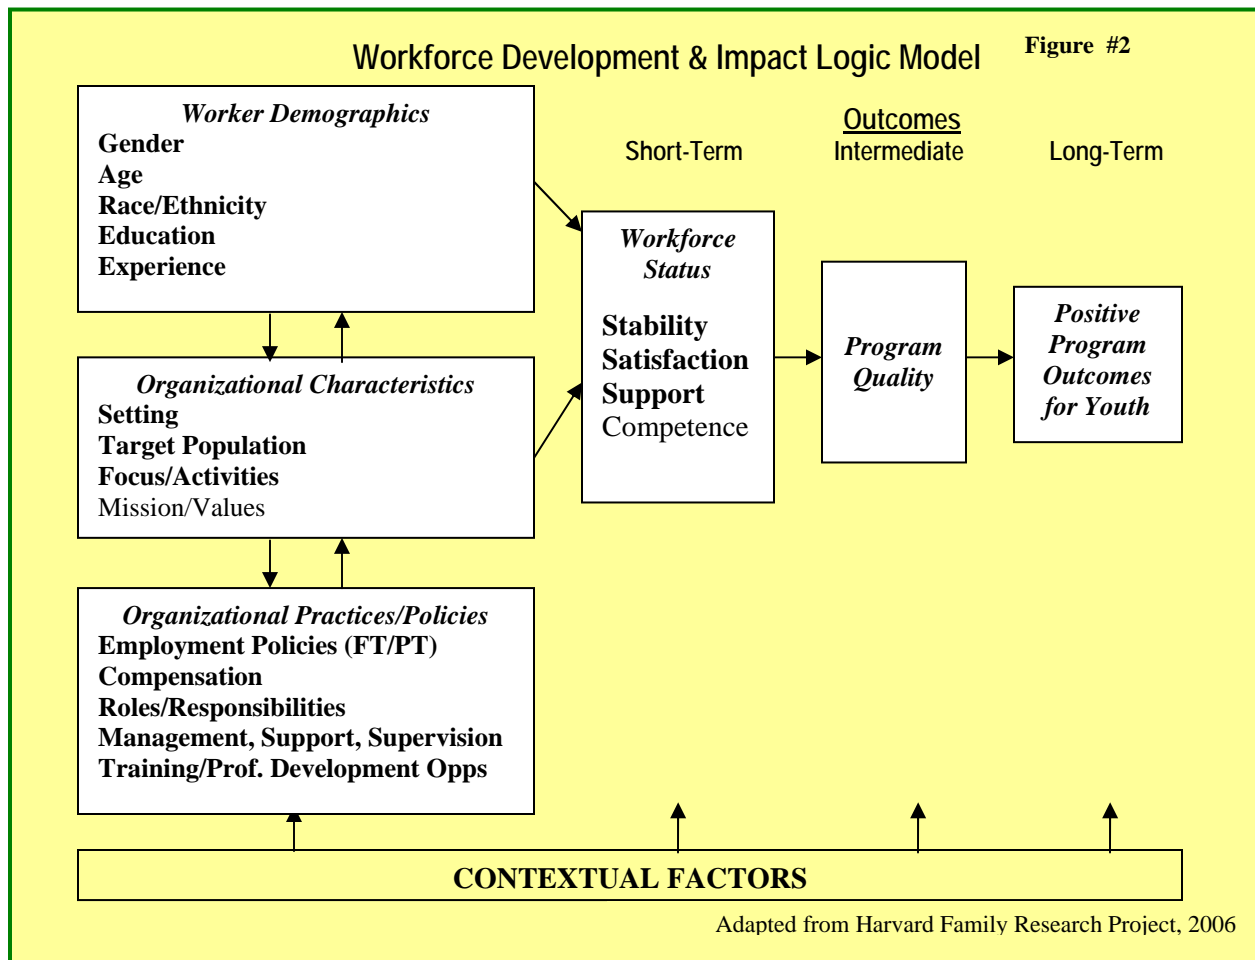 Workforce Development & Impact Logic Model
Figure #2
Worker Demographics
Gender
Age
Race/Ethnicity
Education
Experience
Organizational Characteristics
Setting
Target Population
Focus/Activities
Mission/Values
Organizational Practices/Policies
Employment Policies (FT/PT)
Compensation
Roles/Responsibilities
Management, Support, Supervision
Training/Prof. Development Opps
Outcomes
Short-Term
Intermediate
Long-Term
Workforce
Status
Stability
Satisfaction
Support
Competence
Program
Quality
Positive
Program
Outcomes
for Youth
CONTEXTUAL FACTORS
Adapted from Harvard Family Research Project, 2006